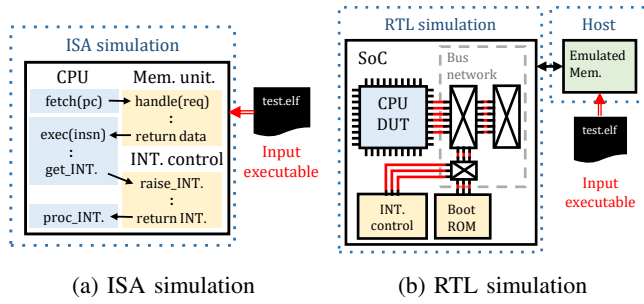 ISA simulation
CPU
Mem. unit.
fetch(pc)
handle(req)
:
exec(insn)
return data
:
INT. control
get_INT.
raise_INT.
:
proc_INT.
return INT.
test.elf
Input
executable
(a) ISA simulation
RTL simulation
Host
SoC
Bus
network
Emulated
Mem.
CPU
DUT
test.elf
INT.
control
Boot
ROM
Input
executable
(b) RTL simulation